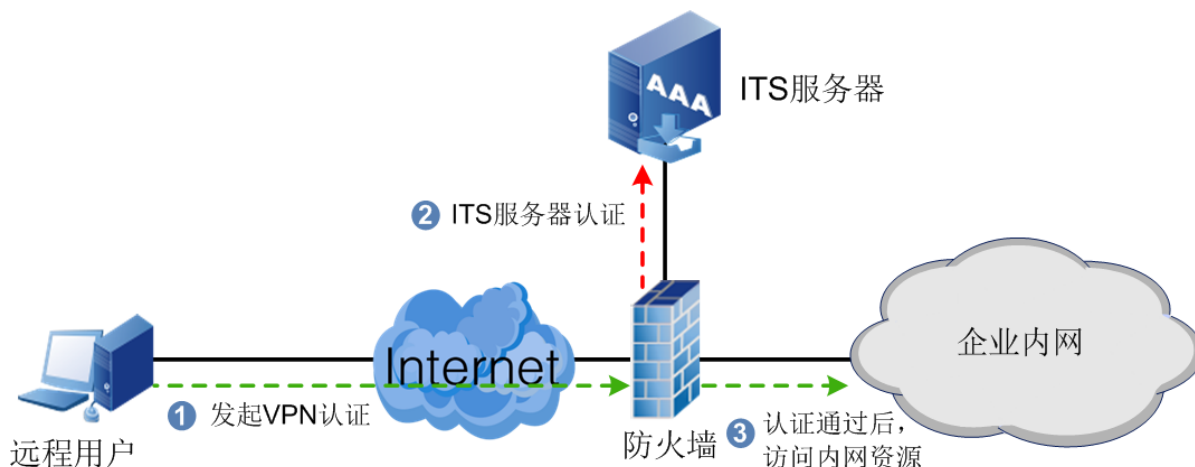 AAA
ITS服务器
2 ITS服务器认证
Internet
企业内网
1 发起VPN认证
远程用户
防火墙
3 认证通过后，
访问内网资源